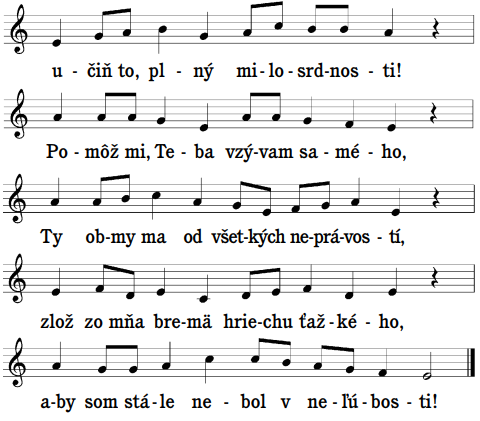 u - čiň to, pl - ný mi - lo - srd - nos - ti!
Po - môž mi, Te - ba vzý - vam sa - mé - ho,
Ty ob - my ma od všet - kých ne - prá - vos - tí,
zlož zo mňa bre - mä hrie - chu ťaž - ké - ho,
a - by som stá - le ne - bol v ne - ľú - bos - ti!